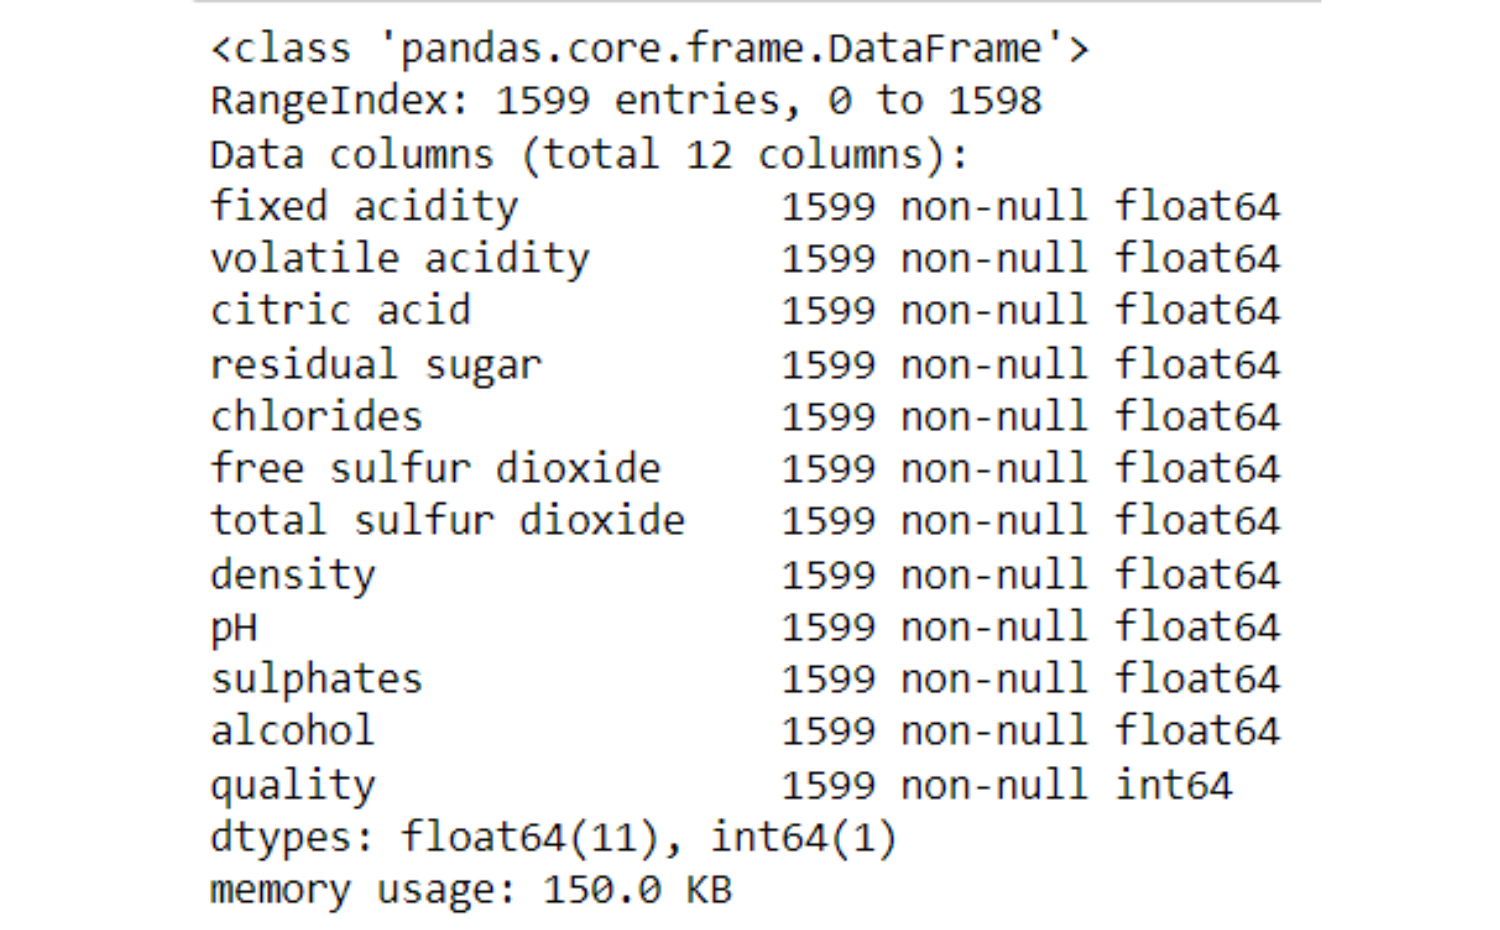 <class 'pandas.core.frame.DataFrame'>
RangeIndex: 1599 entries, 0 to 1598
Data columns (total 12 columns):
fixed acidity           1599 non-null float64
volatile acidity        1599 non-null float64
citric acid             1599 non-null float64
residual sugar          1599 non-null float64
chlorides               1599 non-null float64
free sulfur dioxide     1599 non-null float64
total sulfur dioxide    1599 non-null float64
density                 1599 non-null float64
pH                      1599 non-null float64
sulphates               1599 non-null float64
alcohol                 1599 non-null float64
quality                 1599 non-null int64
dtypes: float64(11), int64(1)
memory usage: 150.0 KB